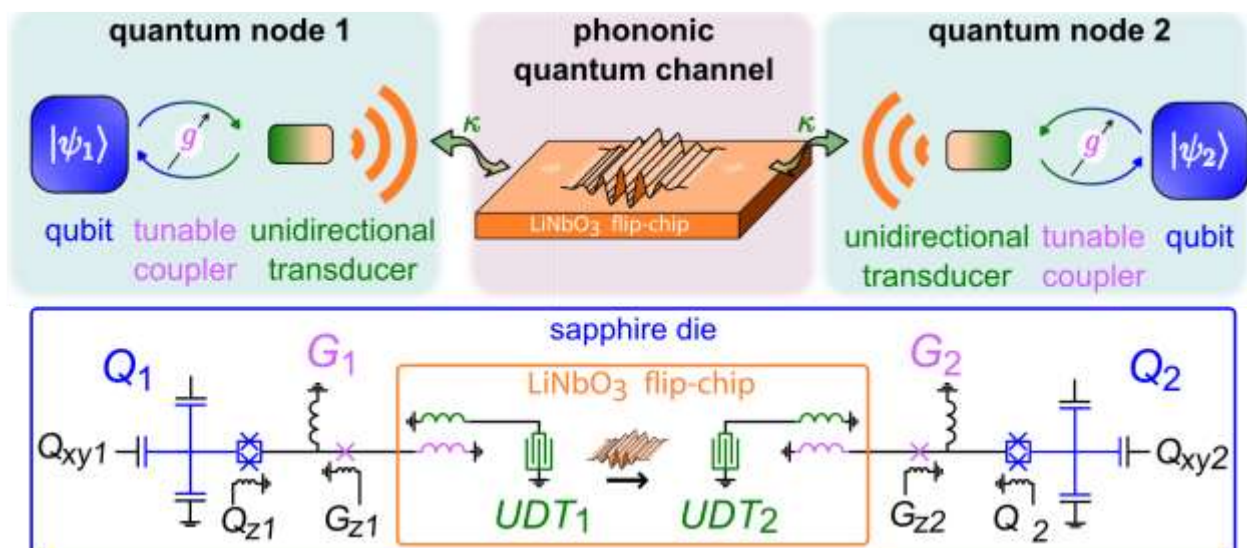 quantum node 1
phononic
quantum channel
quantum node 2
|ψ₁⟩
g
κ
κ
g
|ψ₂⟩
LiNbO₃ flip-chip
qubit
tunable
coupler
unidirectional
transducer
unidirectional
transducer
tunable
coupler
qubit
sapphire die
Q₁
G₁
LiNbO₃ flip-chip
G₂
Q₂
Qxy1
Qz1
Gz1
UDT₁
UDT₂
Gz2
Q 2
Qxy2